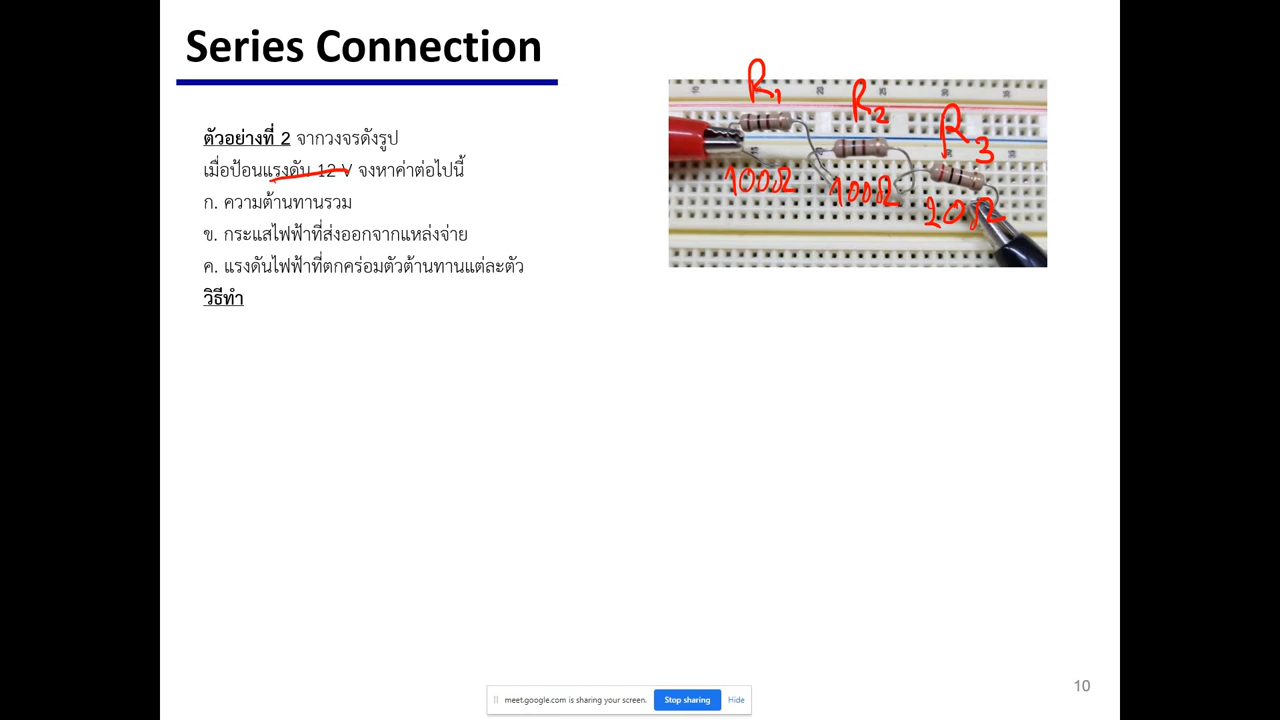 Series Connection
ตัวอย่างที่ 2 จากวงจรดังรูป
เมื่อป้อนแรงดัน 12 V จงหาค่าต่อไปนี้
ก. ความต้านทานรวม
ข. กระแสไฟฟ้าที่ส่งออกจากแหล่งจ่าย
ค. แรงดันไฟฟ้าที่ตกคร่อมตัวต้านทานแต่ละตัว
วิธีทำ
R1 R2 R3
100Ω 100Ω 20Ω
meet.google.com is sharing your screen. Stop sharing Hide
10